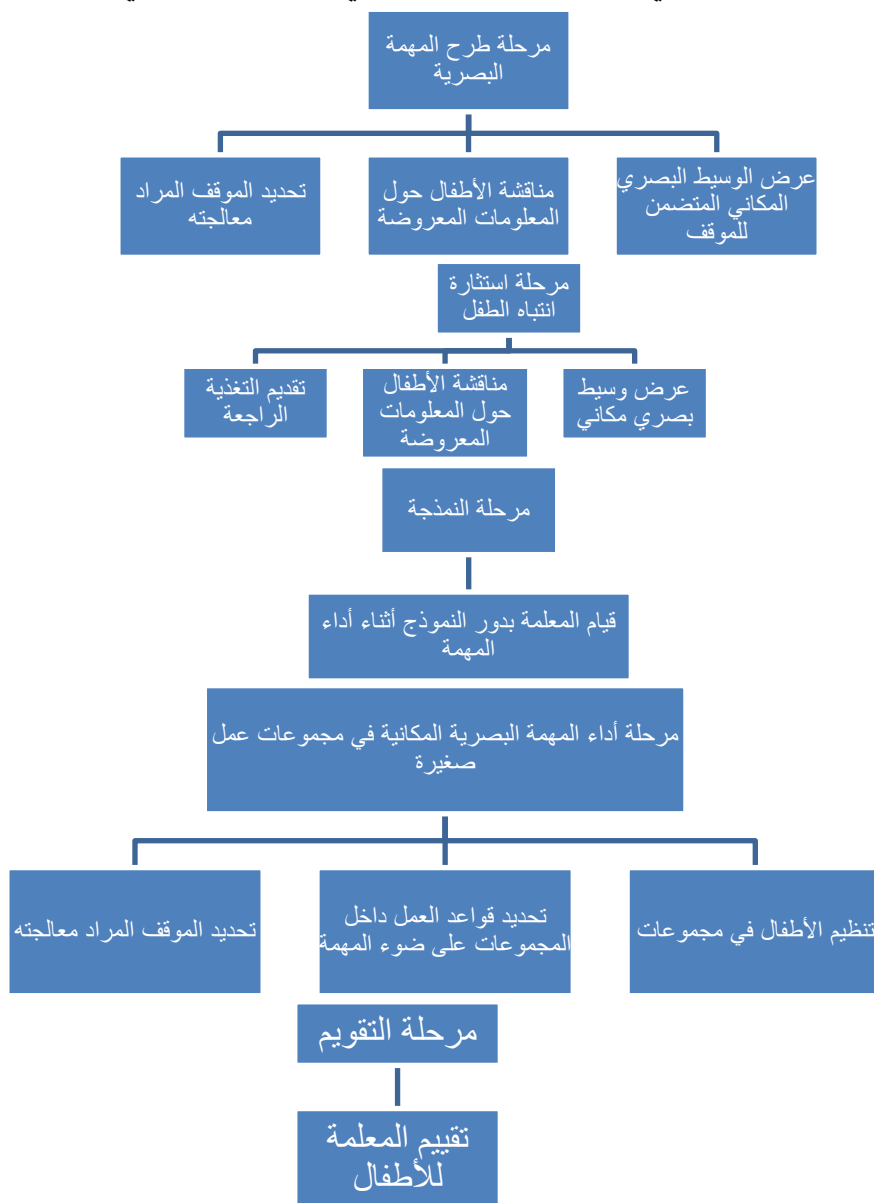 مرحلة طرح المهمة
البصرية
عرض الوسيط البصري
المكاني المتضمن
للموقف
مناقشة الأطفال حول
المعلومات المعروضة
تحديد الموقف المراد
معالجته
مرحلة استثارة
انتباه الطفل
عرض وسيط
بصري مكاني
مناقشة الأطفال
حول المعلومات
المعروضة
تقديم التغذية
الراجعة
مرحلة النمذجة
قيام المعلمة بدور النموذج أثناء أداء
المهمة
مرحلة أداء المهمة البصرية المكانية في مجموعات عمل
صغيرة
تنظيم الأطفال في مجموعات
تحديد قواعد العمل داخل
المجموعات على ضوء المهمة
تحديد الموقف المراد معالجته
مرحلة التقويم
تقييم المعلمة
للأطفال